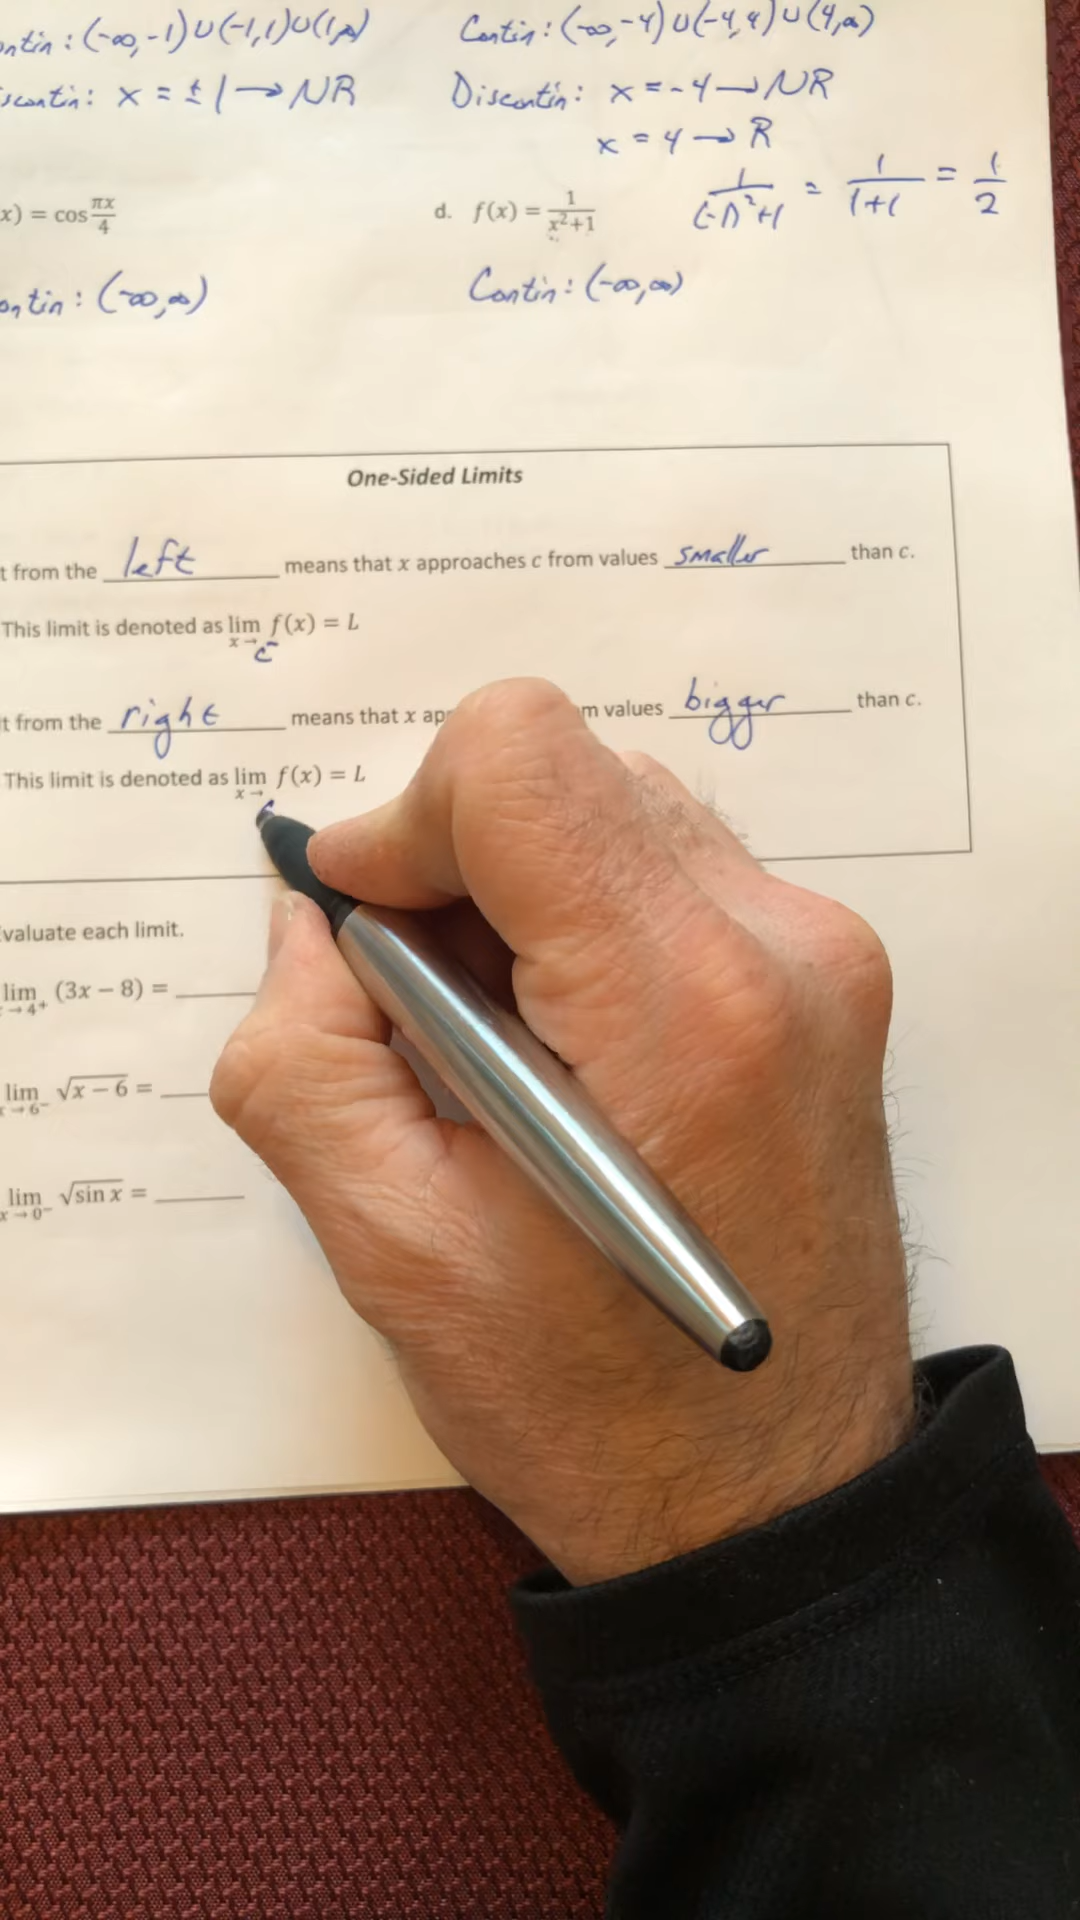 ontin: (-∞, -1)∪(-1,1)∪(1,∞) Contin: (-∞,-4)∪(-4,4)∪(4,∞)
scontin: x = ±1 → NR Discontin: x = -4 → NR
x = 4 → R
x) = cos πx/4 d. f(x) = 1/(x²+1) 1/((-1)²+1) = 1/(1+1) = 1/2
ontin: (-∞,∞) Contin: (-∞,∞)
One-Sided Limits
t from the left means that x approaches c from values smaller than c.
This limit is denoted as lim x→c⁻ f(x) = L
t from the right means that x ap m values bigger than c.
This limit is denoted as lim x→ f(x) = L
valuate each limit.
lim →4⁺ (3x − 8) = ____
lim →6⁻ √(x − 6) = ____
lim x→0⁻ √(sin x) = ____